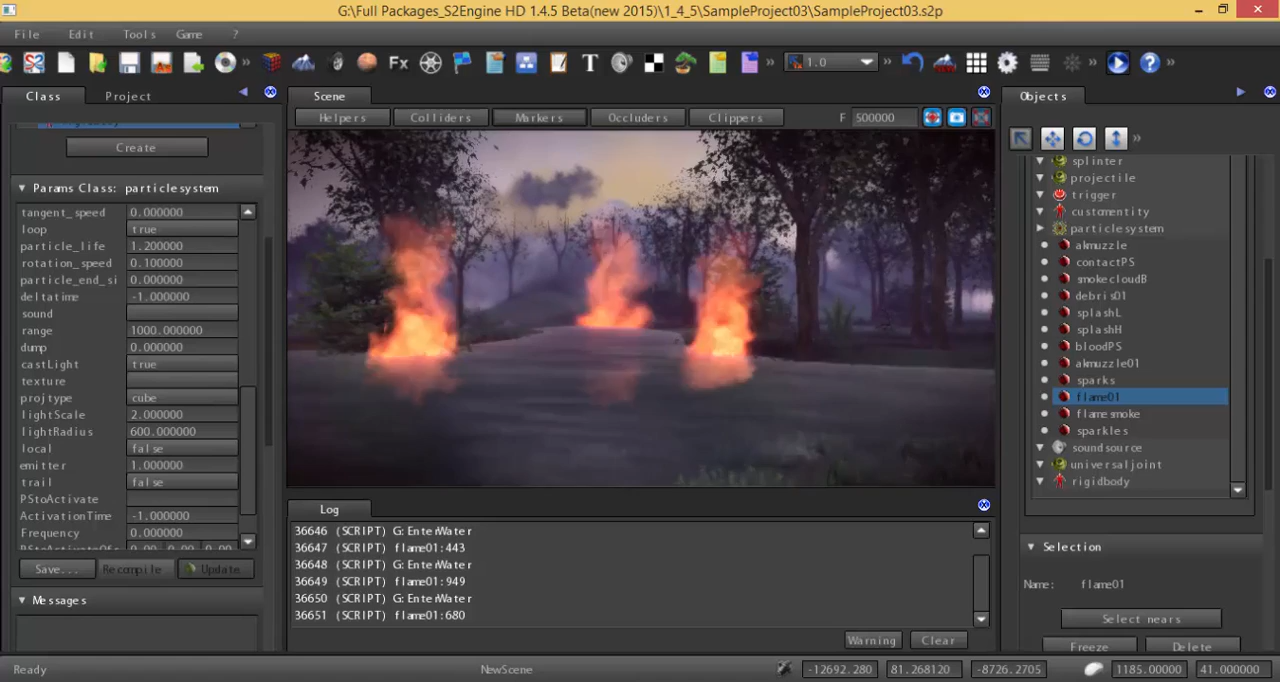 G:\Full Packages_S2Engine HD 1.4.5 Beta(new 2015)\1_4_5\SampleProject03\SampleProject03.s2p
File Edit Tools Game ?
S2 Fx T 1.0
Class Project
Create
Params Class: particlesystem
tangent_speed 0.000000
loop true
particle_life 1.200000
rotation_speed 0.100000
particle_end_si 0.000000
deltatime -1.000000
sound
range 1000.000000
dump 0.000000
castLight true
texture
projtype cube
lightScale 2.000000
lightRadius 600.000000
local false
emitter 1.000000
trail false
PStoActivate
ActivationTime -1.000000
Frequency 0.000000
Save... Recompile Update
Messages
Scene
Helpers Colliders Markers Occluders Clippers F 500000
Log
36646 (SCRIPT) G:EnterWater
36647 (SCRIPT) flame01:443
36648 (SCRIPT) G:EnterWater
36649 (SCRIPT) flame01:949
36650 (SCRIPT) G:EnterWater
36651 (SCRIPT) flame01:680
Warning Clear
Objects
splinter
projectile
trigger
customentity
particlesystem
akmuzzle
contactPS
smokecloudB
debris01
splashL
splashH
bloodPS
akmuzzle01
sparks
flame01
flamesmoke
sparkles
soundsource
universaljoint
rigidbody
Selection
Name: flame01
Select nears
Freeze Delete
Ready NewScene -12692.280 81.268120 -8726.2705 1185.00000 41.000000